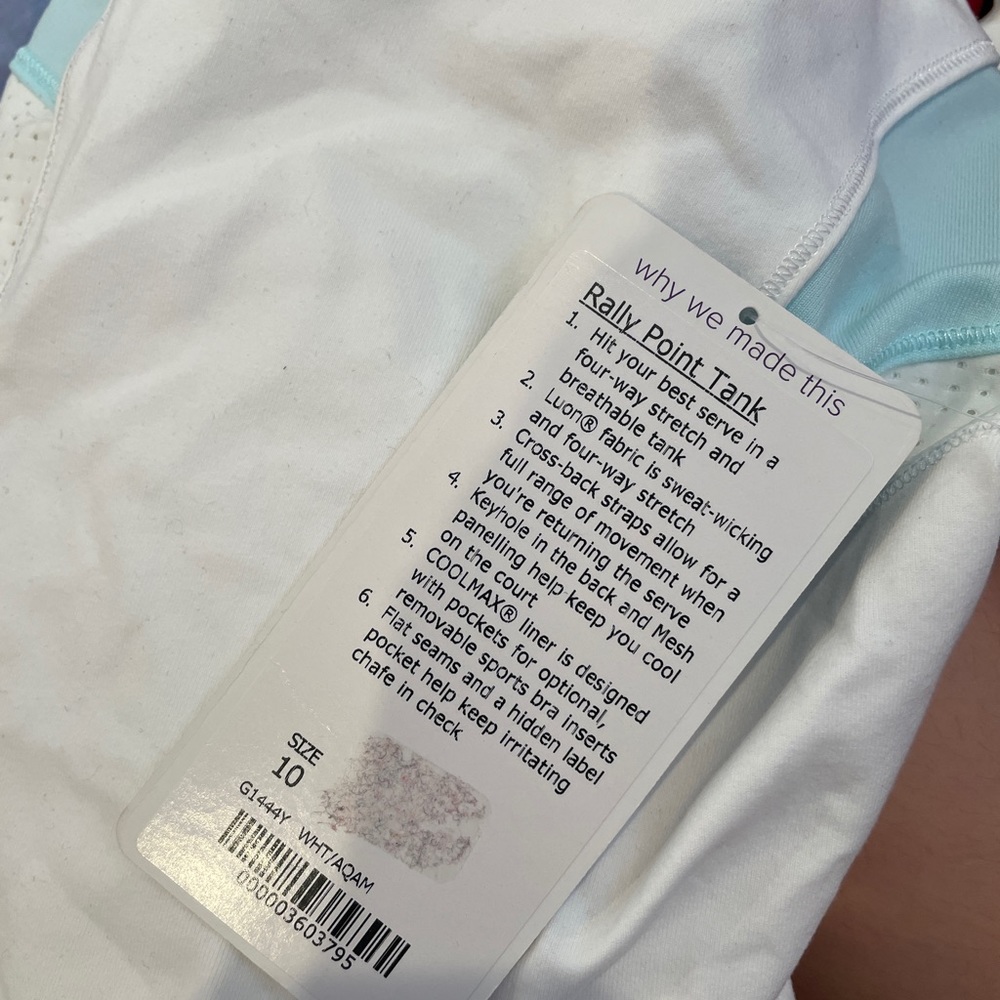 why we made this
Rally Point Tank
1. Hit your best serve in a
four-way stretch and
breathable tank
2. Luon® fabric is sweat-wicking
and four-way stretch
3. Cross-back straps allow for a
full range of movement when
you're returning the serve
4. Keyhole in the back and Mesh
panelling help keep you cool
on the court
5. COOLMAX® liner is designed
with pockets for optional,
removable sports bra inserts
6. Flat seams and a hidden label
pocket help keep irritating
chafe in check
SIZE
10
G1444Y WHT/AQAM
000003603795